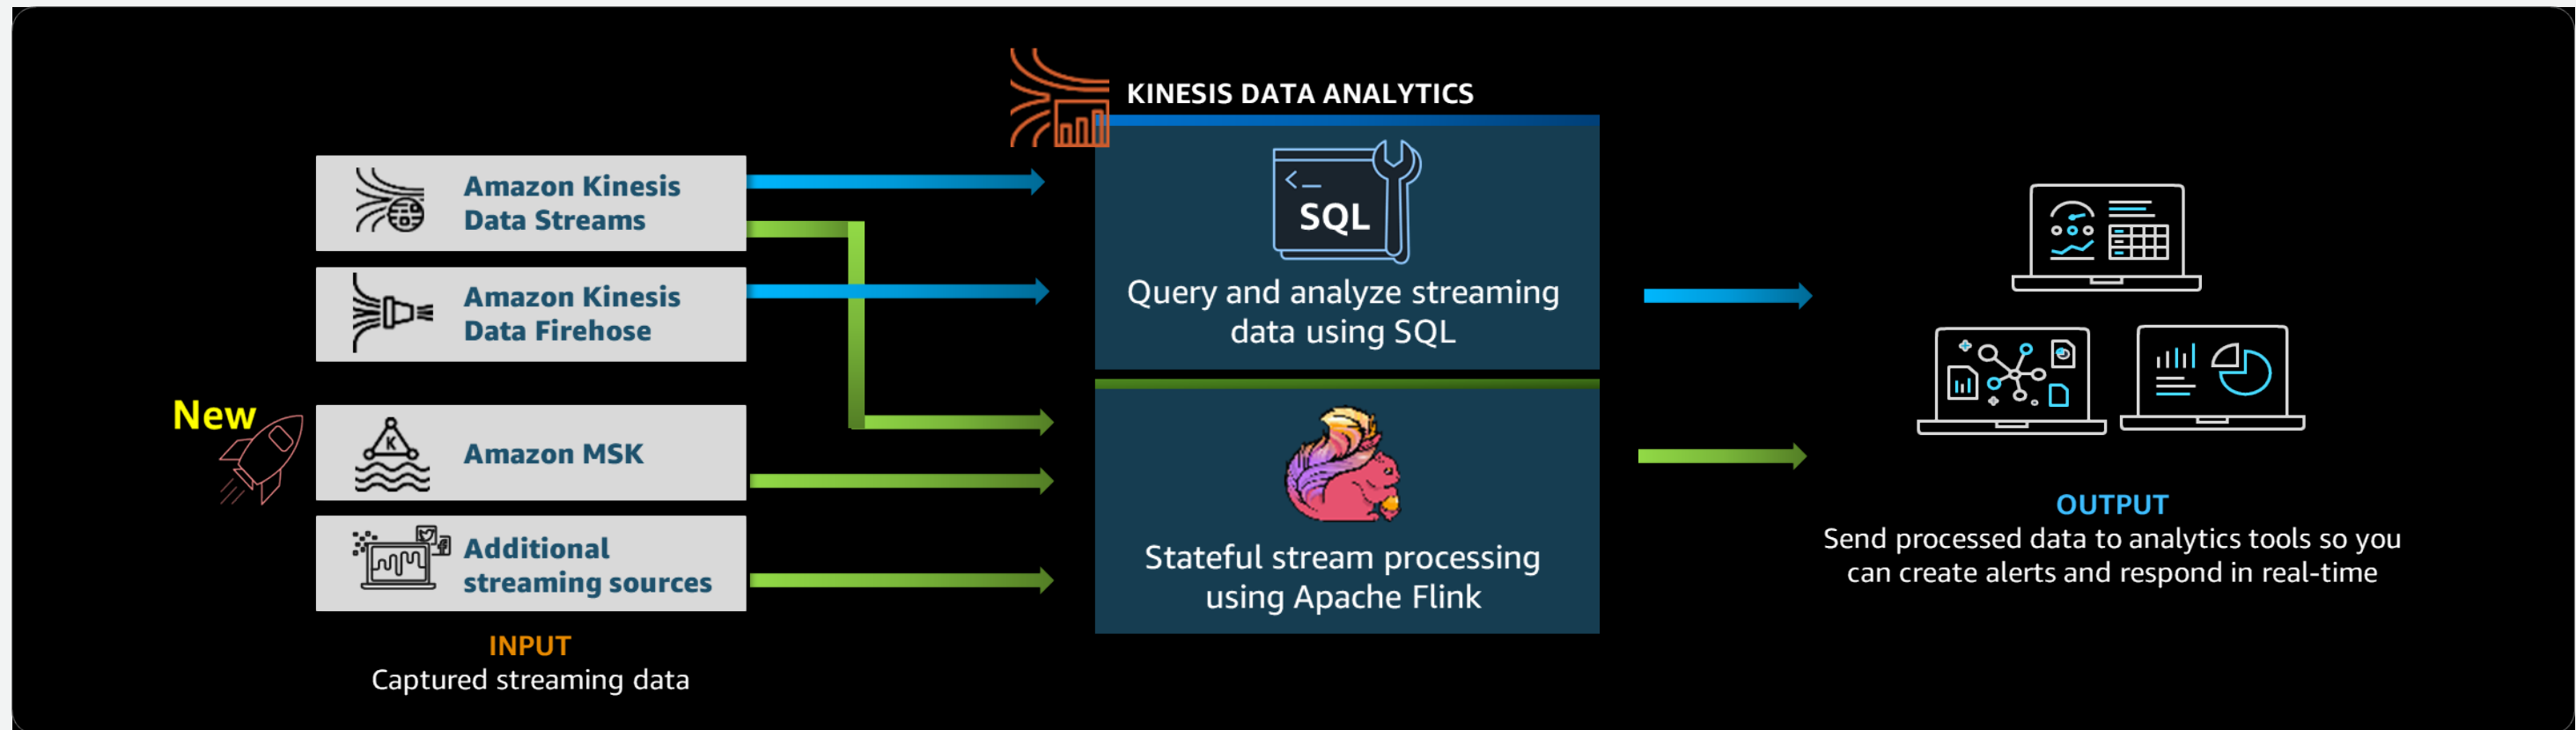 KINESIS DATA ANALYTICS
Amazon Kinesis
Data Streams
Amazon Kinesis
Data Firehose
New
Amazon MSK
K
Additional
streaming sources
INPUT
Captured streaming data
SQL
Query and analyze streaming
data using SQL
Stateful stream processing
using Apache Flink
OUTPUT
Send processed data to analytics tools so you
can create alerts and respond in real-time